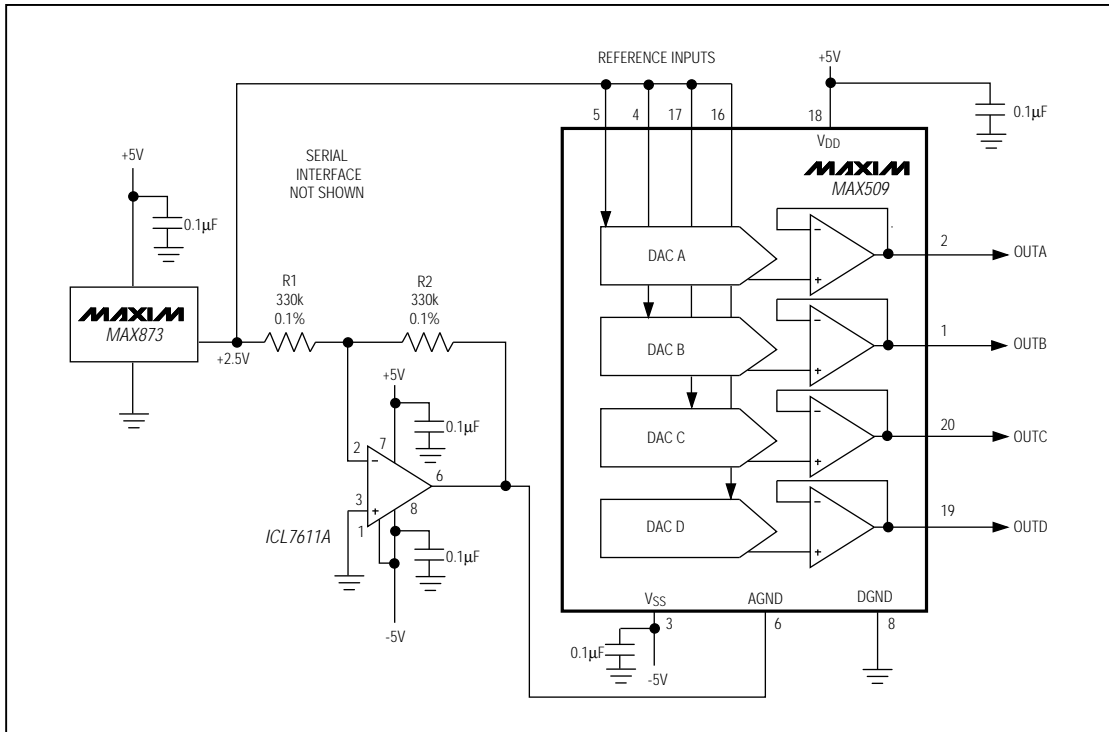 REFERENCE INPUTS
+5V
5
4
17
16
18
0.1µF
VDD
MAXIM
MAX509
+5V
SERIAL
INTERFACE
NOT SHOWN
0.1µF
MAXIM
MAX873
+2.5V
R1
330k
0.1%
R2
330k
0.1%
+5V
0.1µF
2
7
-
6
3
+
8
1
ICL7611A
0.1µF
-5V
DAC A
-
+
2
OUTA
DAC B
-
+
1
OUTB
DAC C
-
+
20
OUTC
DAC D
-
+
19
OUTD
VSS
AGND
DGND
3
6
8
0.1µF
-5V